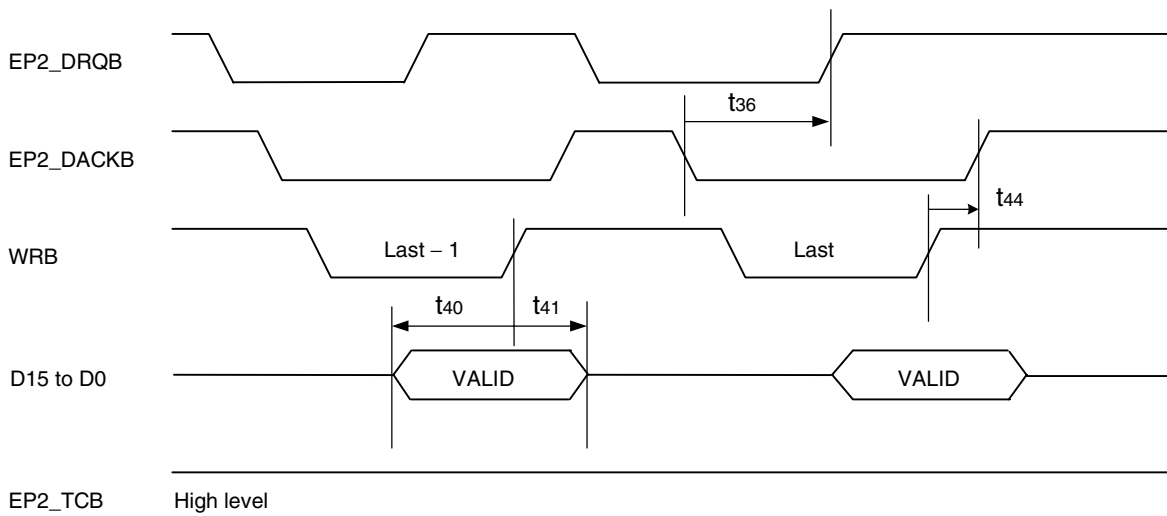 EP2_DRQB
t36
EP2_DACKB
t44
WRB
Last – 1
Last
t40
t41
D15 to D0
VALID
VALID
EP2_TCB
High level